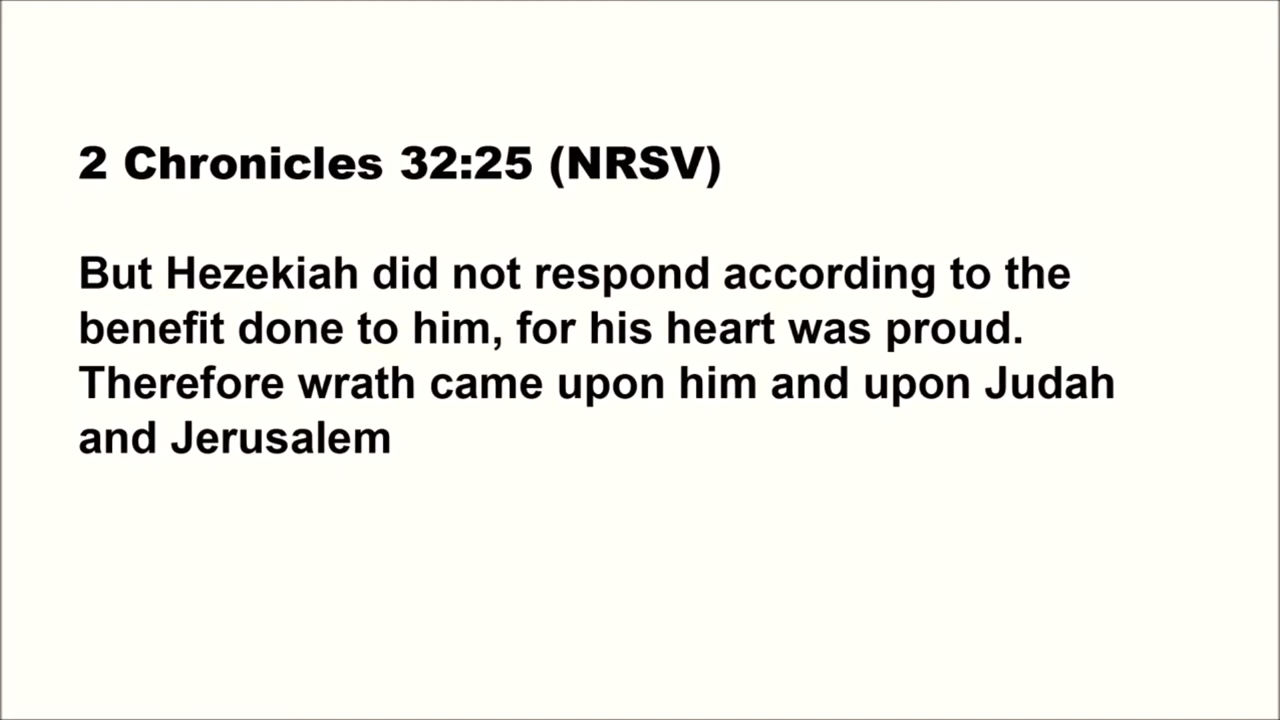 2 Chronicles 32:25 (NRSV)
But Hezekiah did not respond according to the
benefit done to him, for his heart was proud.
Therefore wrath came upon him and upon Judah
and Jerusalem